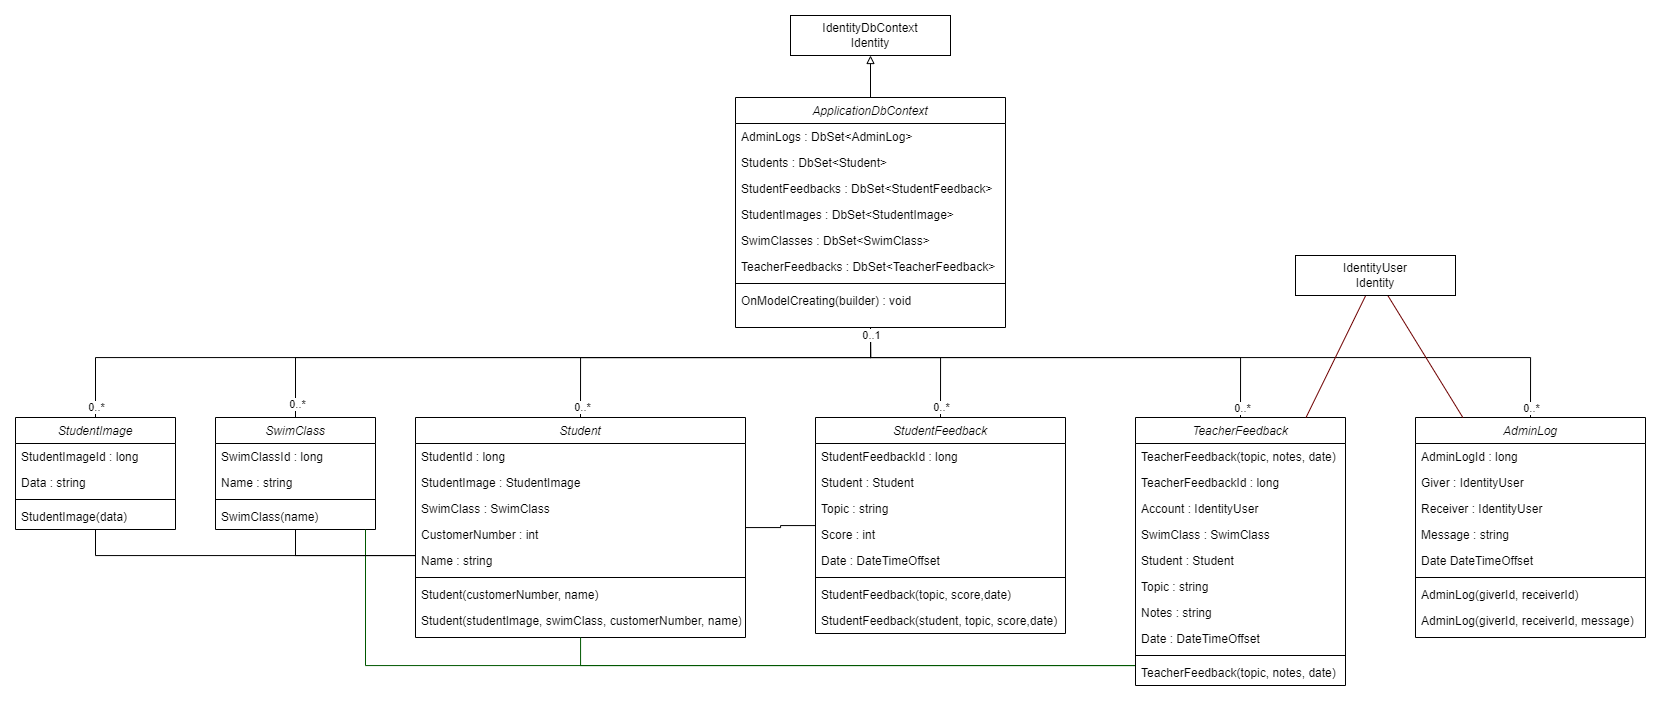 IdentityDbContext
Identity
ApplicationDbContext
AdminLogs : DbSet<AdminLog>
Students : DbSet<Student>
StudentFeedbacks : DbSet<StudentFeedback>
StudentImages : DbSet<StudentImage>
SwimClasses : DbSet<SwimClass>
TeacherFeedbacks : DbSet<TeacherFeedback>
OnModelCreating(builder) : void
0..1
IdentityUser
Identity
0..*
StudentImage
StudentImageId : long
Data : string
StudentImage(data)
0..*
SwimClass
SwimClassId : long
Name : string
SwimClass(name)
0..*
Student
StudentId : long
StudentImage : StudentImage
SwimClass : SwimClass
CustomerNumber : int
Name : string
Student(customerNumber, name)
Student(studentImage, swimClass, customerNumber, name)
0..*
StudentFeedback
StudentFeedbackId : long
Student : Student
Topic : string
Score : int
Date : DateTimeOffset
StudentFeedback(topic, score,date)
StudentFeedback(student, topic, score,date)
0..*
TeacherFeedback
TeacherFeedback(topic, notes, date)
TeacherFeedbackId : long
Account : IdentityUser
SwimClass : SwimClass
Student : Student
Topic : string
Notes : string
Date : DateTimeOffset
TeacherFeedback(topic, notes, date)
0..*
AdminLog
AdminLogId : long
Giver : IdentityUser
Receiver : IdentityUser
Message : string
Date DateTimeOffset
AdminLog(giverId, receiverId)
AdminLog(giverId, receiverId, message)